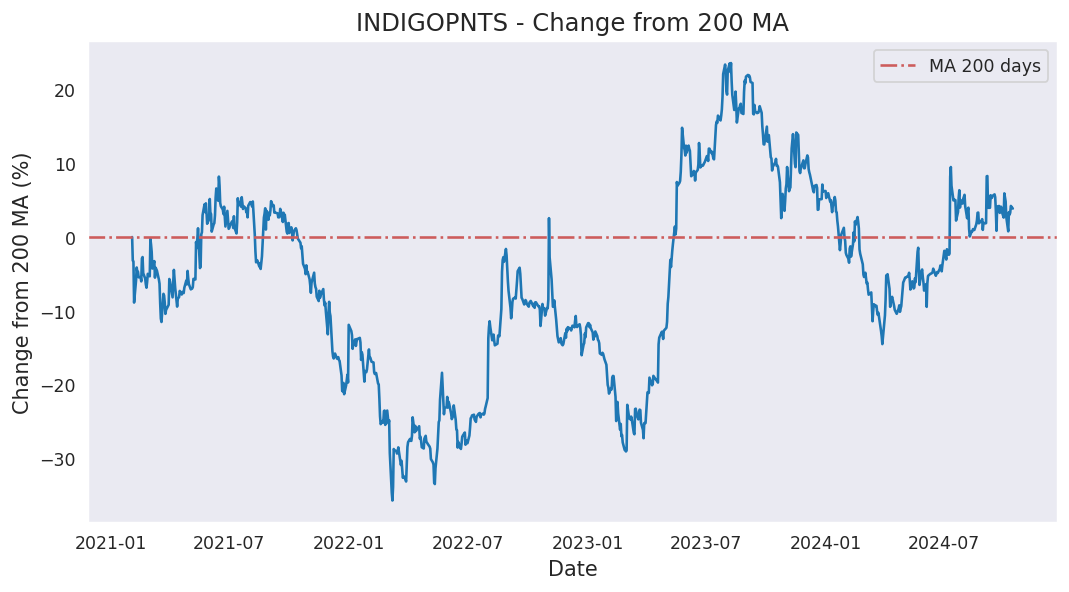 INDIGOPNTS - Change from 200 MA
MA 200 days
Change from 200 MA (%)
20
10
0
−10
−20
−30
2021-01 2021-07 2022-01 2022-07 2023-01 2023-07 2024-01 2024-07
Date